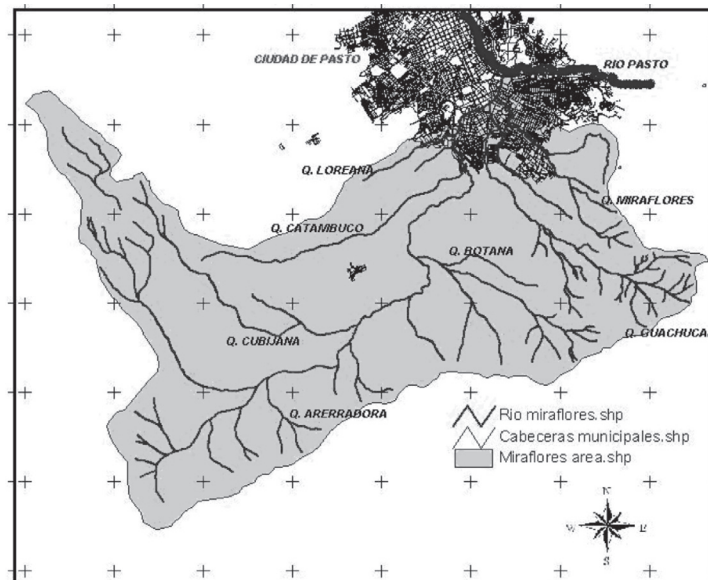 CIUDAD DE PASTO
RIO PASTO
Q. LOREANA
Q. MIRAFLORES
Q. CATAMBUCO
Q. BOTANA
Q. CUBIJANA
Q. GUACHUCA
Q. ARERRADORA
Rio miraflores.shp
Cabeceras municipales.shp
Miraflores area.shp
N
W E
S